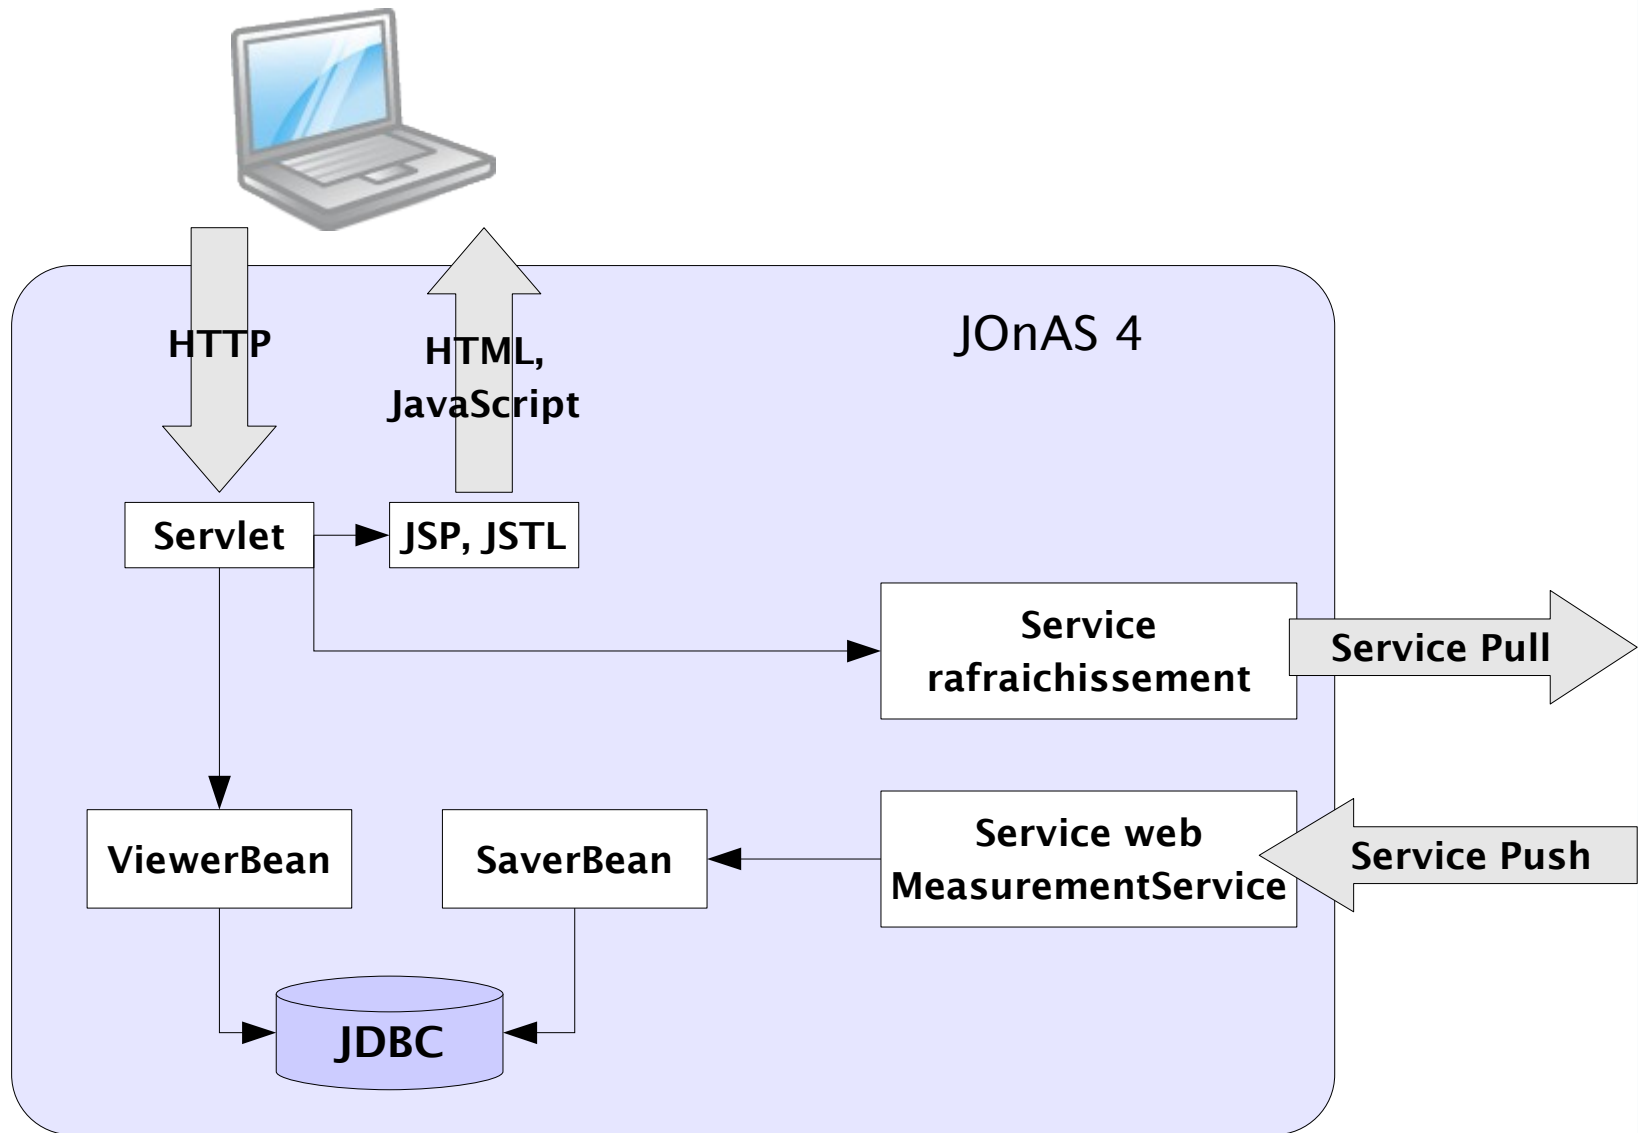 JOnAS 4
HTTP
HTML,
JavaScript
Servlet
JSP, JSTL
Service
rafraichissement
Service Pull
ViewerBean
SaverBean
Service web
MeasurementService
Service Push
JDBC